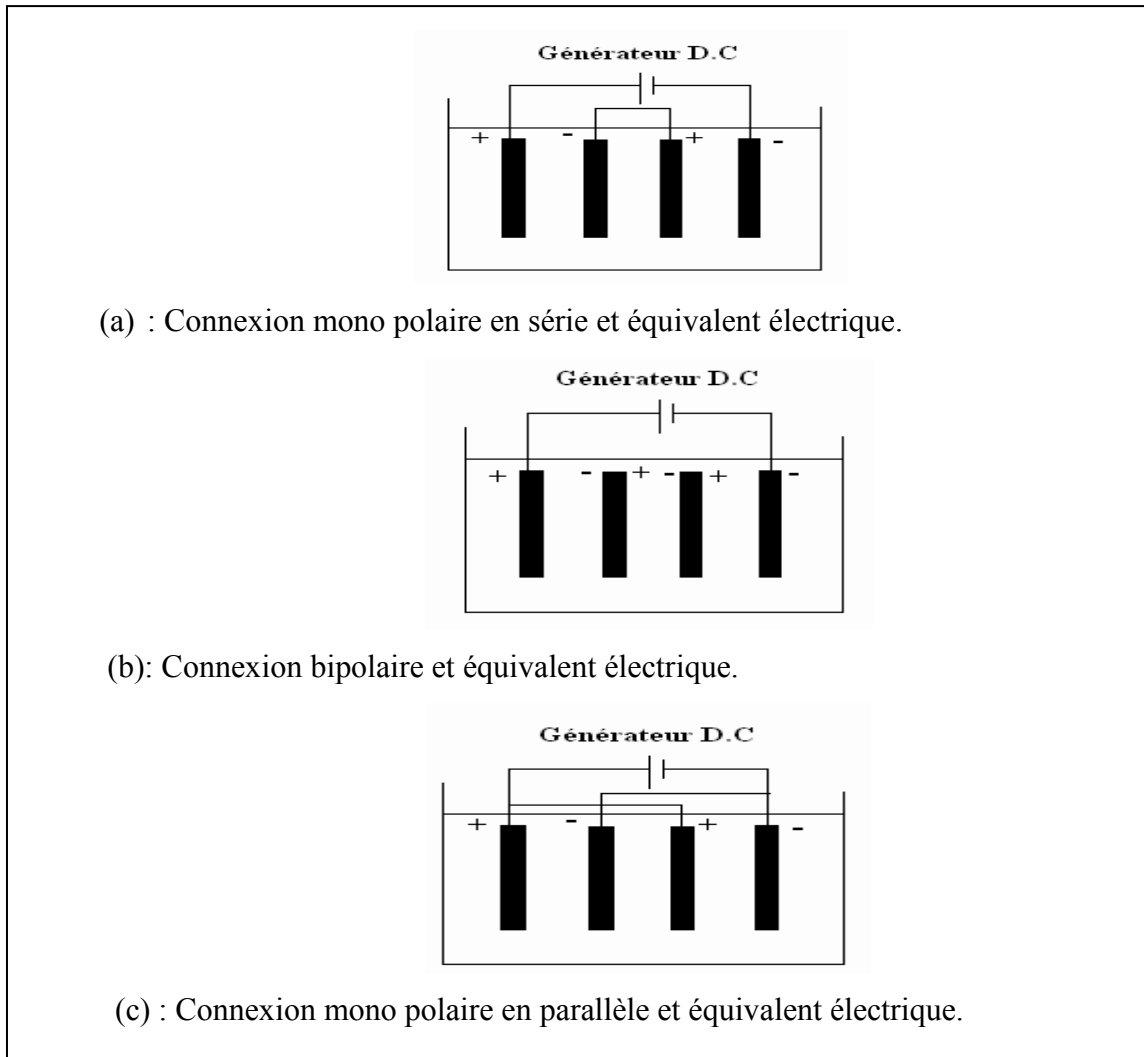 Générateur D.C
+ - + -
(a) : Connexion mono polaire en série et équivalent électrique.
Générateur D.C
+ - + - + -
(b): Connexion bipolaire et équivalent électrique.
Générateur D.C
+ - + -
(c) : Connexion mono polaire en parallèle et équivalent électrique.